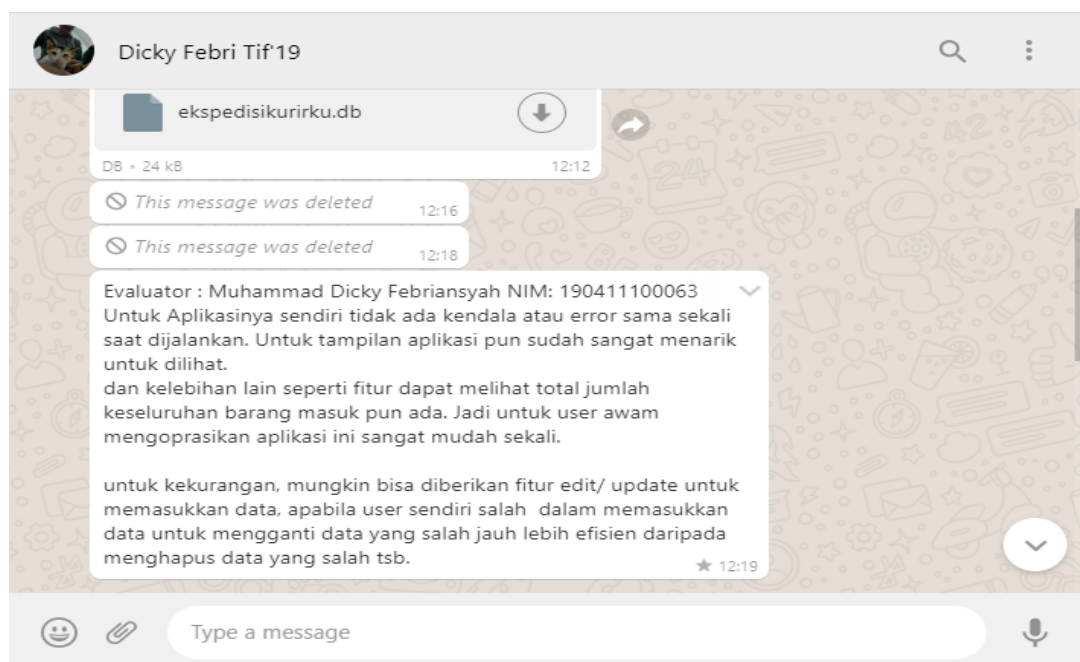 Dicky Febri Tif'19
ekspedisikurirku.db
DB • 24 kB 12:12
This message was deleted 12:16
This message was deleted 12:18
Evaluator : Muhammad Dicky Febriansyah NIM: 190411100063
Untuk Aplikasinya sendiri tidak ada kendala atau error sama sekali
saat dijalankan. Untuk tampilan aplikasi pun sudah sangat menarik
untuk dilihat.
dan kelebihan lain seperti fitur dapat melihat total jumlah
keseluruhan barang masuk pun ada. Jadi untuk user awam
mengoprasikan aplikasi ini sangat mudah sekali.
untuk kekurangan, mungkin bisa diberikan fitur edit/ update untuk
memasukkan data, apabila user sendiri salah dalam memasukkan
data untuk mengganti data yang salah jauh lebih efisien daripada
menghapus data yang salah tsb.
12:19
Type a message